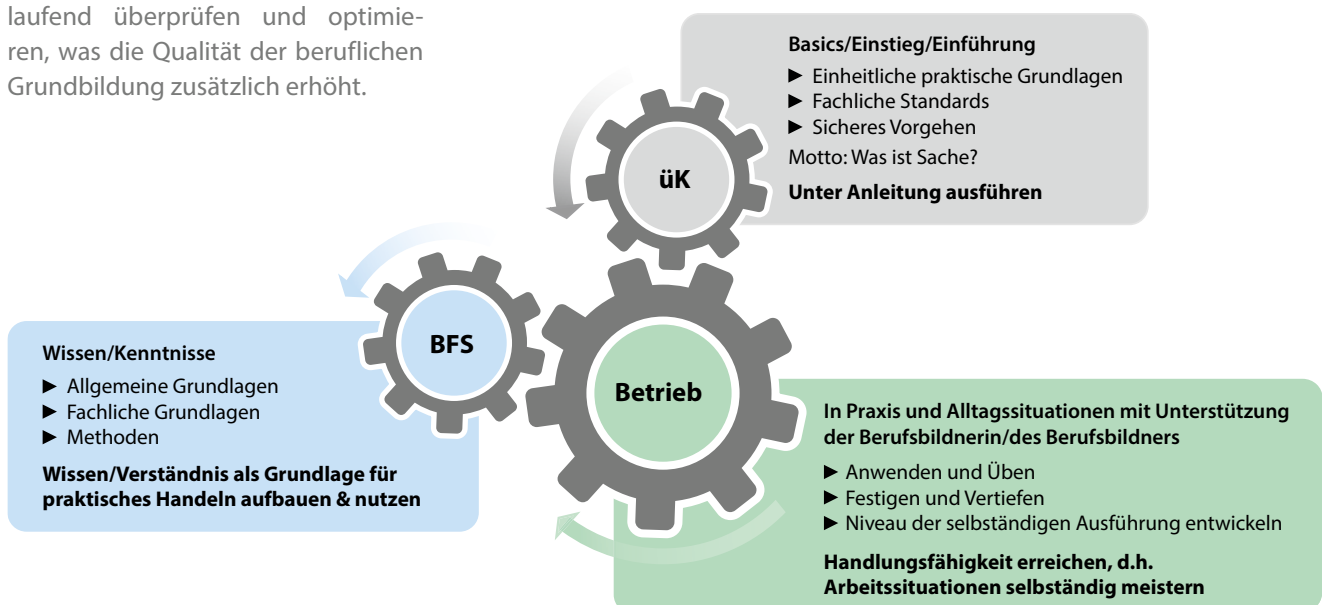 laufend überprüfen und optimie-
ren, was die Qualität der beruflichen
Grundbildung zusätzlich erhöht.
Basics/Einstieg/Einführung
► Einheitliche praktische Grundlagen
► Fachliche Standards
► Sicheres Vorgehen
Motto: Was ist Sache?
Unter Anleitung ausführen
üK
BFS
Wissen/Kenntnisse
► Allgemeine Grundlagen
► Fachliche Grundlagen
► Methoden
Wissen/Verständnis als Grundlage für
praktisches Handeln aufbauen & nutzen
Betrieb
In Praxis und Alltagssituationen mit Unterstützung
der Berufsbildnerin/des Berufsbildners
► Anwenden und Üben
► Festigen und Vertiefen
► Niveau der selbständigen Ausführung entwickeln
Handlungsfähigkeit erreichen, d.h.
Arbeitssituationen selbständig meistern